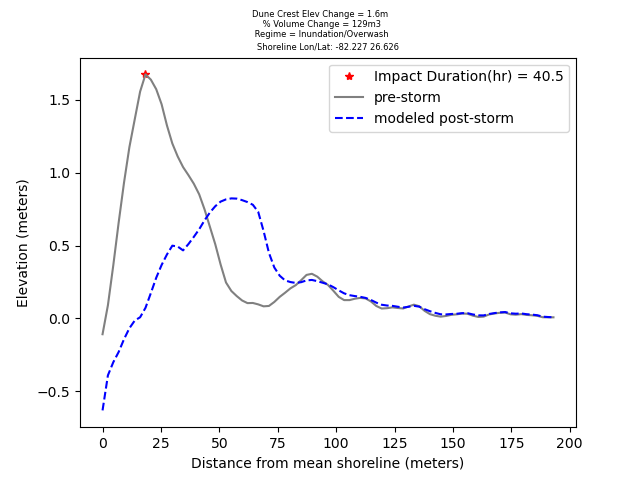 Dune Crest Elev Change = 1.6m
% Volume Change = 129m3
Regime = Inundation/Overwash
Shoreline Lon/Lat: -82.227 26.626
Impact Duration(hr) = 40.5
pre-storm
modeled post-storm
Elevation (meters)
1.5
1.0
0.5
0.0
−0.5
0 25 50 75 100 125 150 175 200
Distance from mean shoreline (meters)